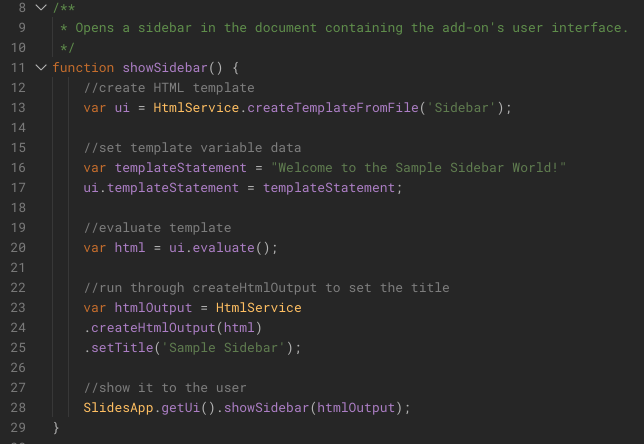 8 /**
9  * Opens a sidebar in the document containing the add-on's user interface.
10  */
11 function showSidebar() {
12     //create HTML template
13     var ui = HtmlService.createTemplateFromFile('Sidebar');
14
15     //set template variable data
16     var templateStatement = "Welcome to the Sample Sidebar World!"
17     ui.templateStatement = templateStatement;
18
19     //evaluate template
20     var html = ui.evaluate();
21
22     //run through createHtmlOutput to set the title
23     var htmlOutput = HtmlService
24     .createHtmlOutput(html)
25     .setTitle('Sample Sidebar');
26
27     //show it to the user
28     SlidesApp.getUi().showSidebar(htmlOutput);
29 }